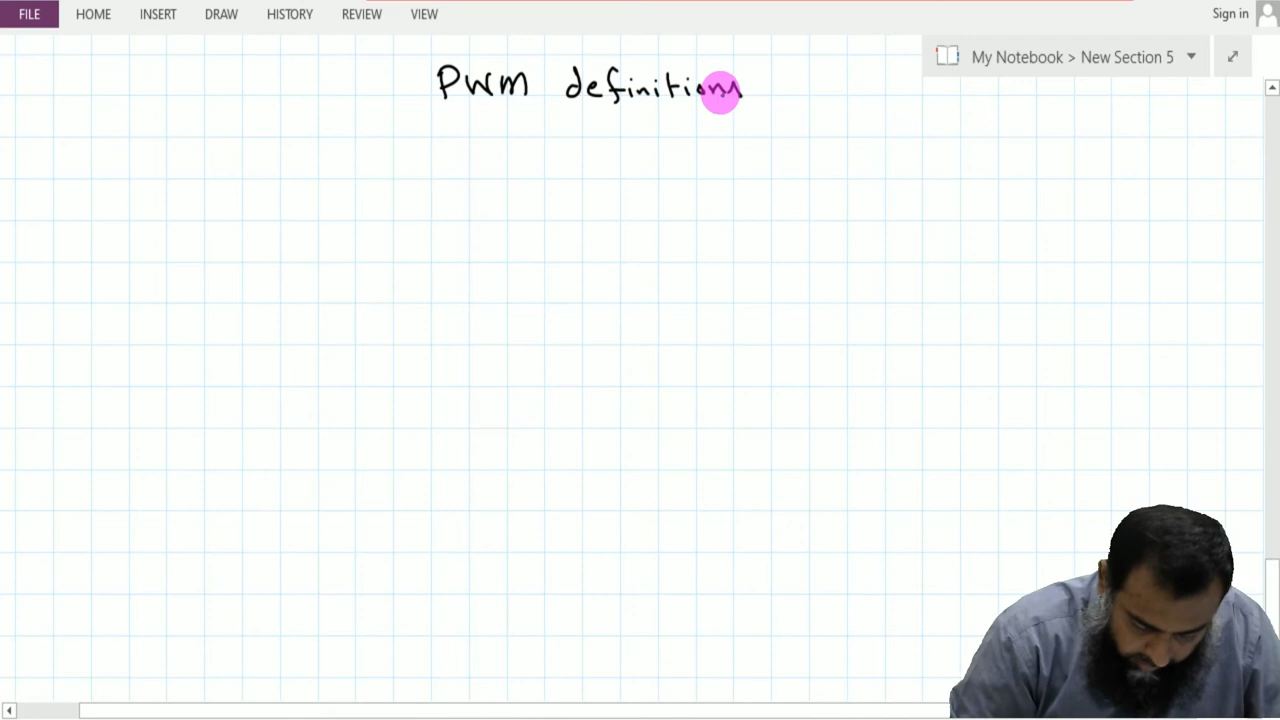 FILE HOME INSERT DRAW HISTORY REVIEW VIEW Sign in
My Notebook > New Section 5
PWM definitions